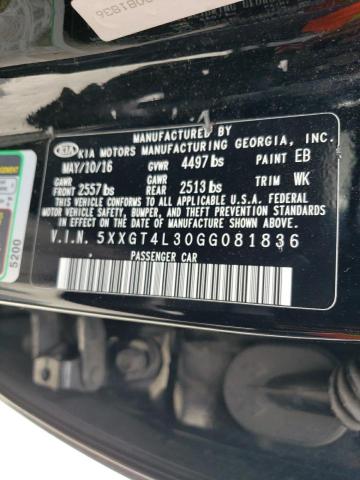 MANUFACTURED BY
KIA KIA MOTORS MANUFACTURING GEORGIA, INC.
MAY/10/16 GVWR 4497 lbs PAINT EB
GAWR FRONT 2557 lbs GAWR REAR 2513 lbs TRIM WK
THIS VEHICLE CONFORMS TO ALL APPLICABLE U.S.A. FEDERAL
MOTOR VEHICLE SAFETY, BUMPER, AND THEFT PREVENTION
STANDARDS IN EFFECT ON THE DATE OF MANUFACTURE SHOWN ABOVE.
V.I.N. 5XXGT4L30GG081836
PASSENGER CAR
5200